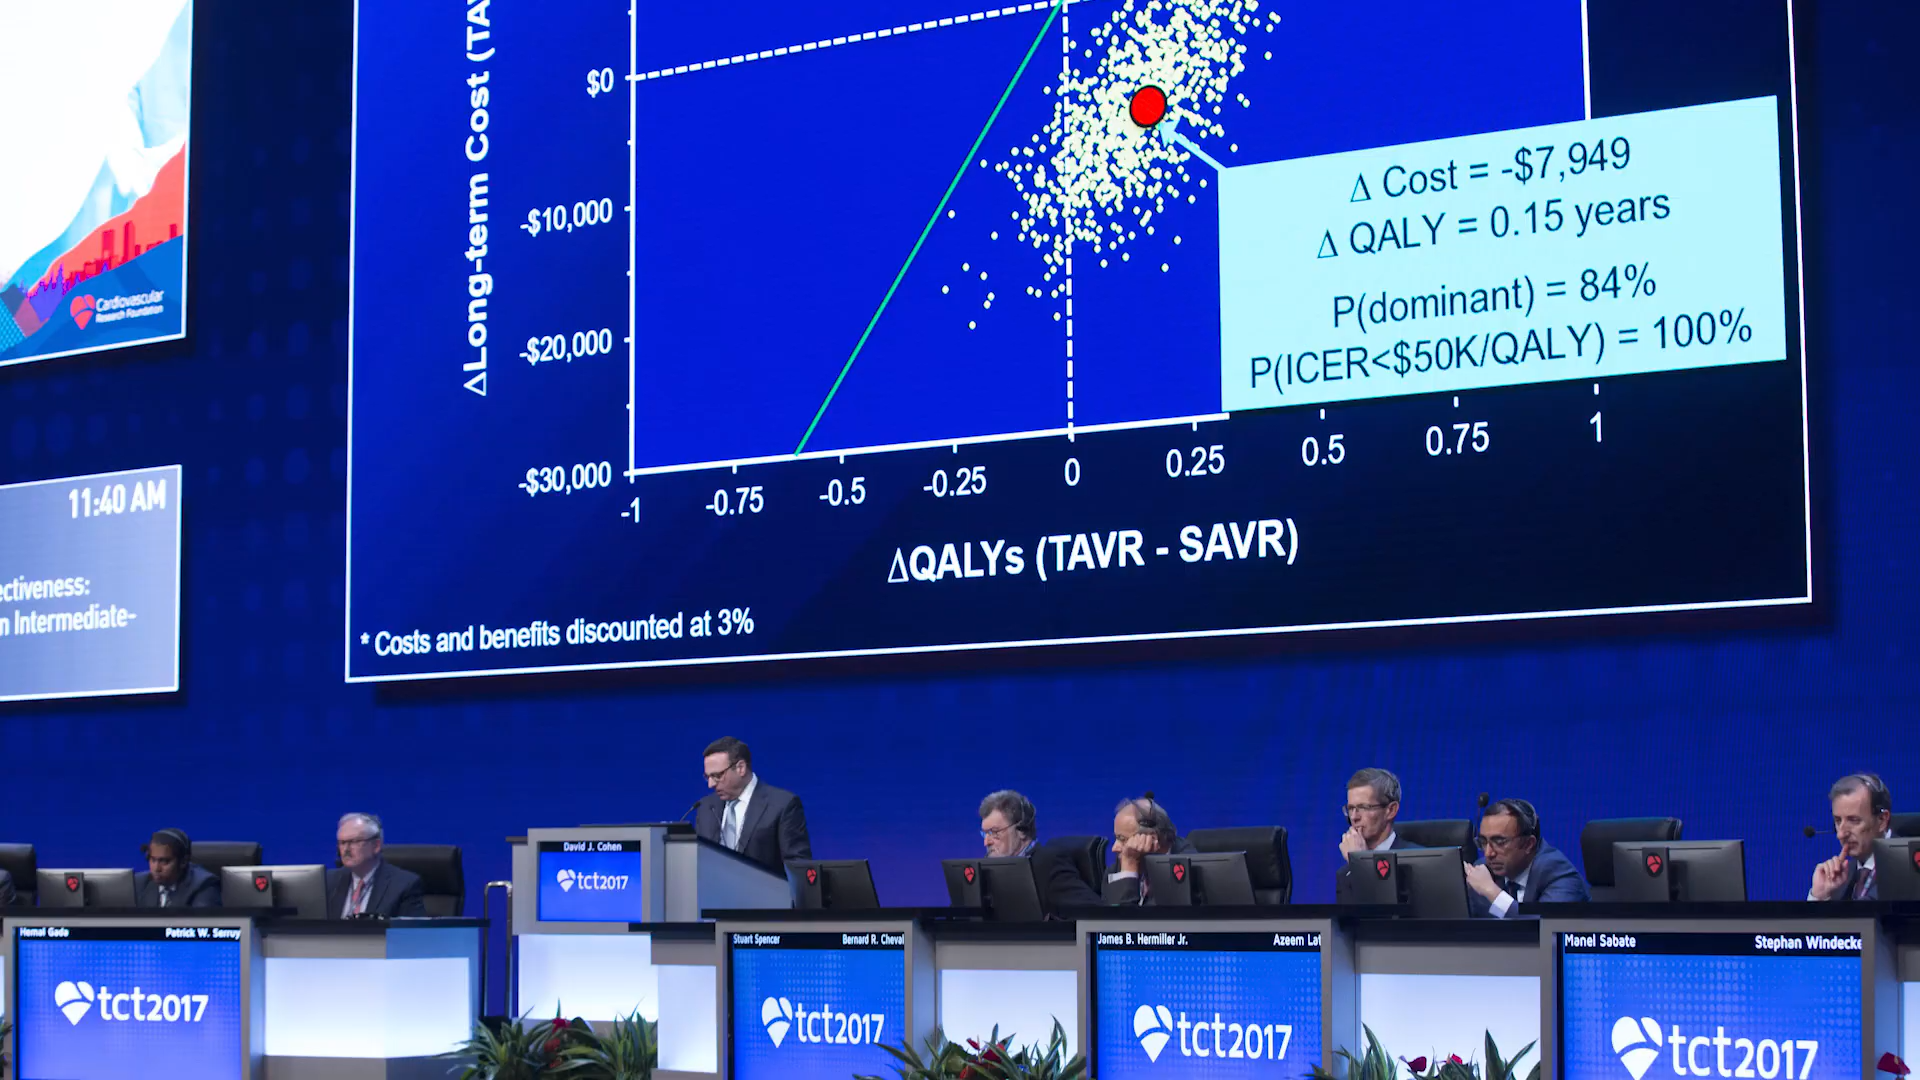 ΔLong-term Cost (TA
$0
-$10,000
-$20,000
-$30,000
-1
-0.75
-0.5
-0.25
0
0.25
0.5
0.75
1
Δ Cost = -$7,949
Δ QALY = 0.15 years
P(dominant) = 84%
P(ICER<$50K/QALY) = 100%
ΔQALYs (TAVR - SAVR)
* Costs and benefits discounted at 3%
Cardiovascular
Research Foundation
11:40 AM
ectiveness:
n Intermediate-
David J. Cohen
tct2017
Hemal Gada
Patrick W. Serruy
tct2017
Stuart Spencer
Bernard R. Cheval
tct2017
James B. Hermiller Jr.
Azeem Lat
tct2017
Manel Sabate
Stephan Windecke
tct2017